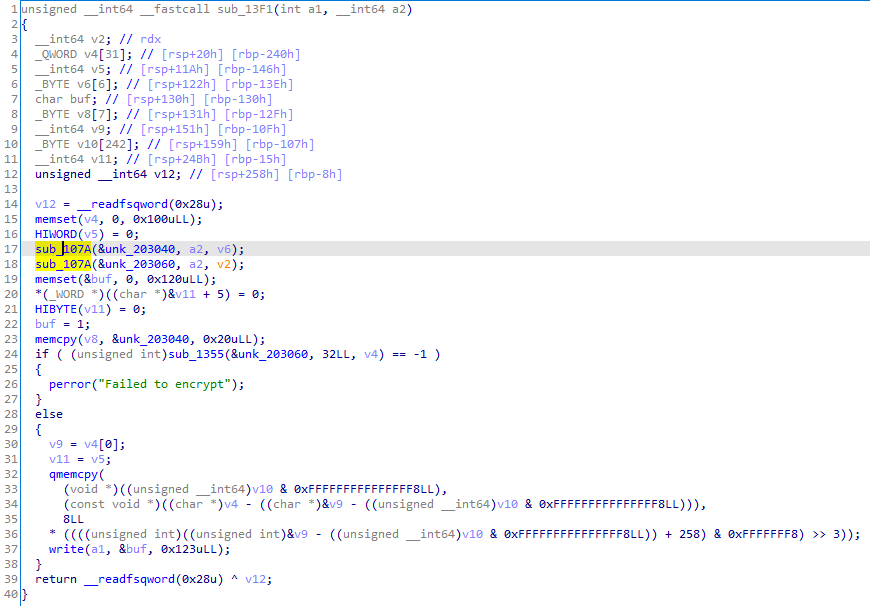 1 unsigned __int64 __fastcall sub_13F1(int a1, __int64 a2)
2 {
3   __int64 v2; // rdx
4   _QWORD v4[31]; // [rsp+20h] [rbp-240h]
5   __int64 v5; // [rsp+11Ah] [rbp-146h]
6   _BYTE v6[6]; // [rsp+122h] [rbp-13Eh]
7   char buf; // [rsp+130h] [rbp-130h]
8   _BYTE v8[7]; // [rsp+131h] [rbp-12Fh]
9   __int64 v9; // [rsp+151h] [rbp-10Fh]
10   _BYTE v10[242]; // [rsp+159h] [rbp-107h]
11   __int64 v11; // [rsp+24Bh] [rbp-15h]
12   unsigned __int64 v12; // [rsp+258h] [rbp-8h]
13
14   v12 = __readfsqword(0x28u);
15   memset(v4, 0, 0x100uLL);
16   HIWORD(v5) = 0;
17   sub_107A(&unk_203040, a2, v6);
18   sub_107A(&unk_203060, a2, v2);
19   memset(&buf, 0, 0x120uLL);
20   *(_WORD *)((char *)&v11 + 5) = 0;
21   HIBYTE(v11) = 0;
22   buf = 1;
23   memcpy(v8, &unk_203040, 0x20uLL);
24   if ( (unsigned int)sub_1355(&unk_203060, 32LL, v4) == -1 )
25   {
26     perror("Failed to encrypt");
27   }
28   else
29   {
30     v9 = v4[0];
31     v11 = v5;
32     qmemcpy(
33       (void *)((unsigned __int64)v10 & 0xFFFFFFFFFFFFFFF8LL),
34       (const void *)((char *)v4 - ((char *)&v9 - ((unsigned __int64)v10 & 0xFFFFFFFFFFFFFFF8LL))),
35       8LL
36     * ((((unsigned int)((unsigned int)&v9 - ((unsigned __int64)v10 & 0xFFFFFFFFFFFFFFF8LL)) + 258) & 0xFFFFFFF8) >> 3));
37     write(a1, &buf, 0x123uLL);
38   }
39   return __readfsqword(0x28u) ^ v12;
40 }